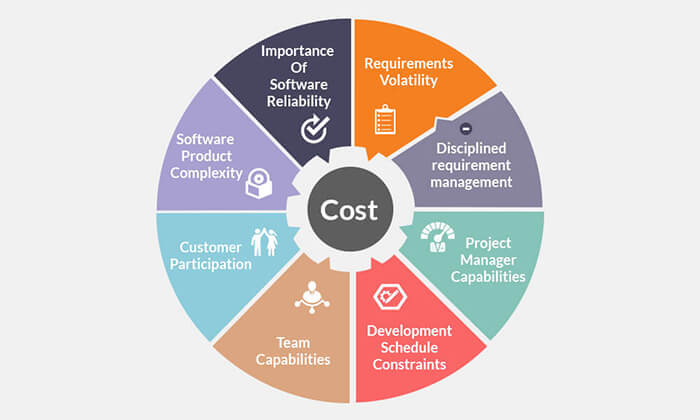 Importance
Of
Software
Reliability
Requirements
Volatility
Disciplined
requirement
management
Project
Manager
Capabilities
Development
Schedule
Constraints
Team
Capabilities
Customer
Participation
Software
Product
Complexity
Cost